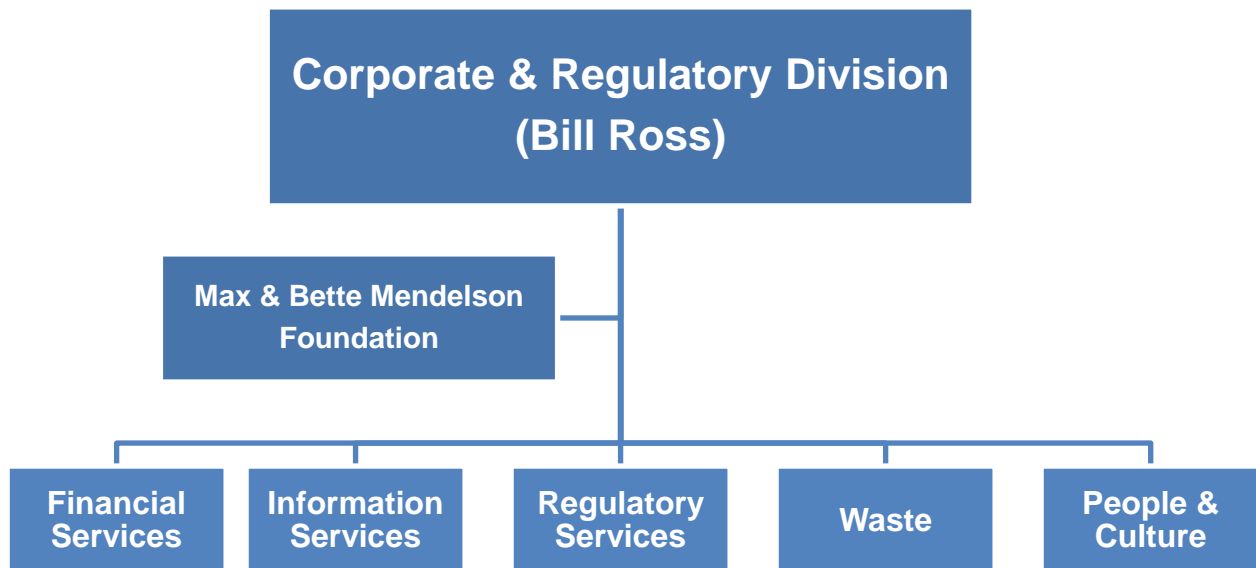 Corporate & Regulatory Division
(Bill Ross)
Max & Bette Mendelson
Foundation
Financial
Services
Information
Services
Regulatory
Services
Waste
People &
Culture